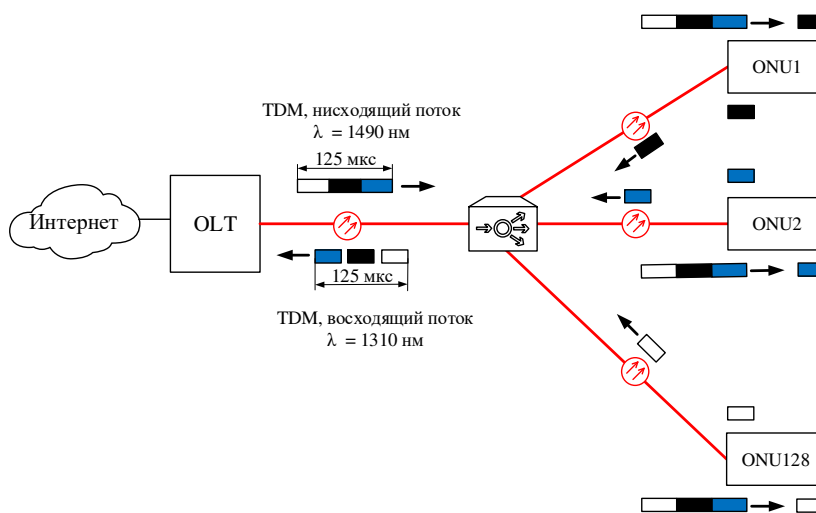 ONU1
TDM, нисходящий поток
λ = 1490 нм
125 мкс
Интернет
OLT
ONU2
125 мкс
TDM, восходящий поток
λ = 1310 нм
ONU128